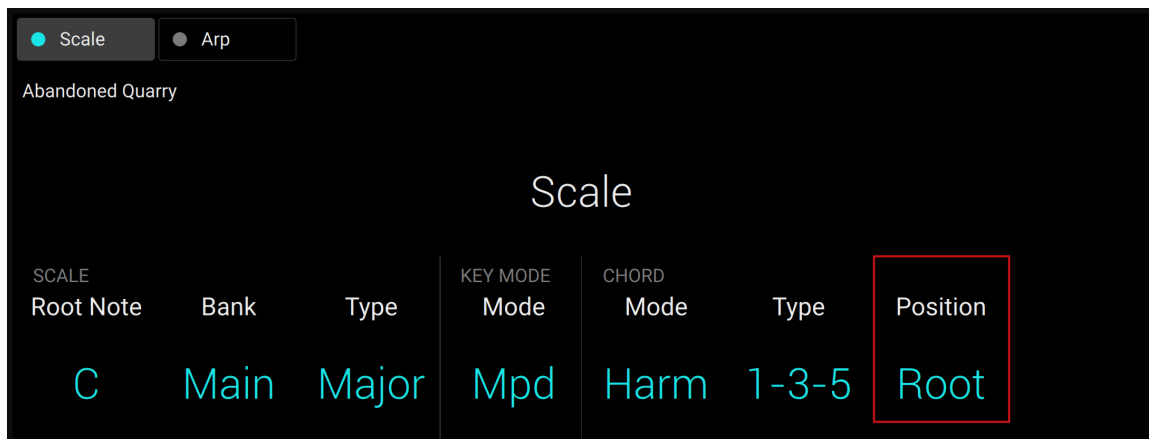 Scale Arp
Abandoned Quarry
Scale
SCALE KEY MODE CHORD
Root Note Bank Type Mode Mode Type Position
C Main Major Mpd Harm 1-3-5 Root